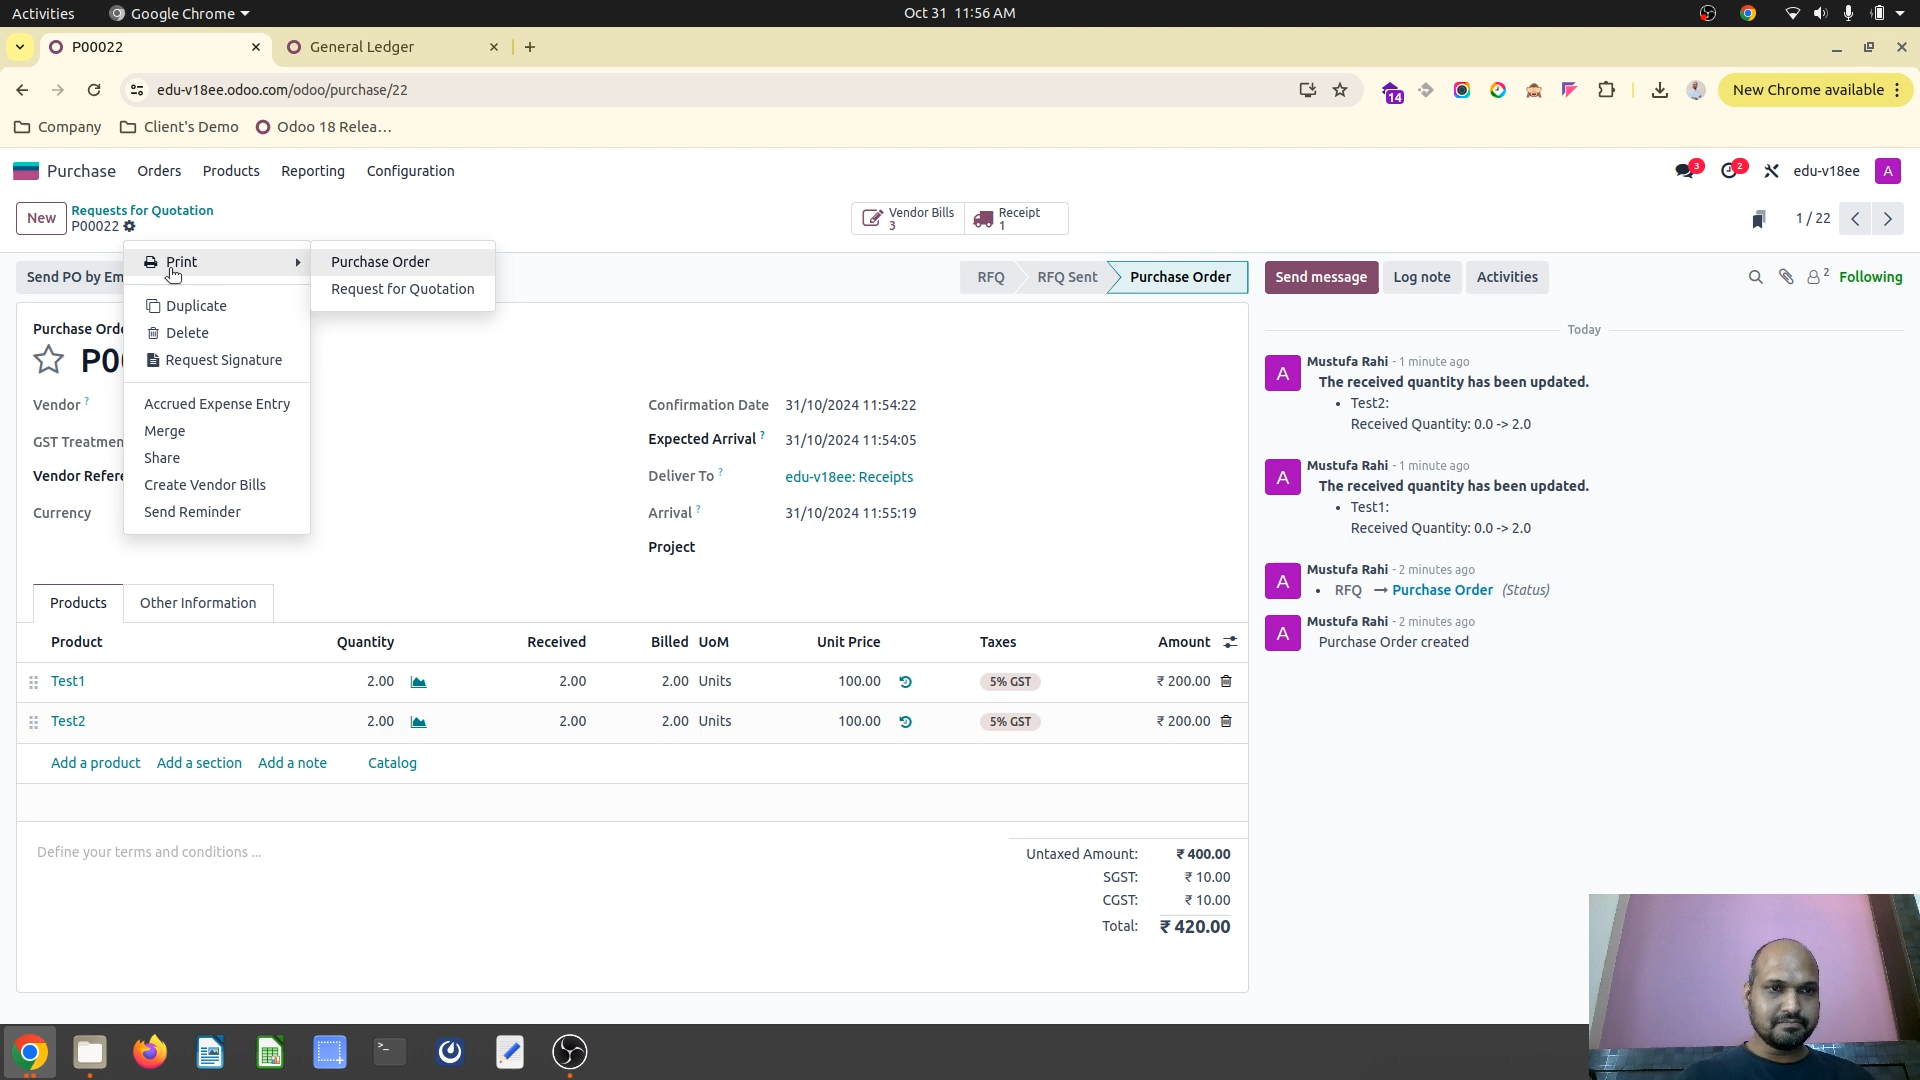 Activities Google Chrome Oct 31 11:56 AM
P00022 General Ledger
edu-v18ee.odoo.com/odoo/purchase/22 14 New Chrome available
Company Client's Demo Odoo 18 Relea…
Purchase Orders Products Reporting Configuration 3 2 edu-v18ee A
New Requests for Quotation
P00022
Vendor Bills
3
Receipt
1
1 / 22
Send PO by Em
Print
Purchase Order
Request for Quotation
Duplicate
Delete
Request Signature
Accrued Expense Entry
Merge
Share
Create Vendor Bills
Send Reminder
RFQ RFQ Sent Purchase Order
Send message Log note Activities 2 Following
Purchase Orde
P0
Vendor ?
GST Treatmen
Vendor Refere
Currency
Confirmation Date 31/10/2024 11:54:22
Expected Arrival ? 31/10/2024 11:54:05
Deliver To ? edu-v18ee: Receipts
Arrival ? 31/10/2024 11:55:19
Project
Products Other Information
Product Quantity Received Billed UoM Unit Price Taxes Amount
Test1 2.00 2.00 2.00 Units 100.00 5% GST ₹ 200.00
Test2 2.00 2.00 2.00 Units 100.00 5% GST ₹ 200.00
Add a product Add a section Add a note Catalog
Define your terms and conditions ...
Untaxed Amount: ₹ 400.00
SGST: ₹ 10.00
CGST: ₹ 10.00
Total: ₹ 420.00
Today
A Mustufa Rahi - 1 minute ago
The received quantity has been updated.
• Test2:
Received Quantity: 0.0 -> 2.0
A Mustufa Rahi - 1 minute ago
The received quantity has been updated.
• Test1:
Received Quantity: 0.0 -> 2.0
A Mustufa Rahi - 2 minutes ago
• RFQ → Purchase Order (Status)
A Mustufa Rahi - 2 minutes ago
Purchase Order created